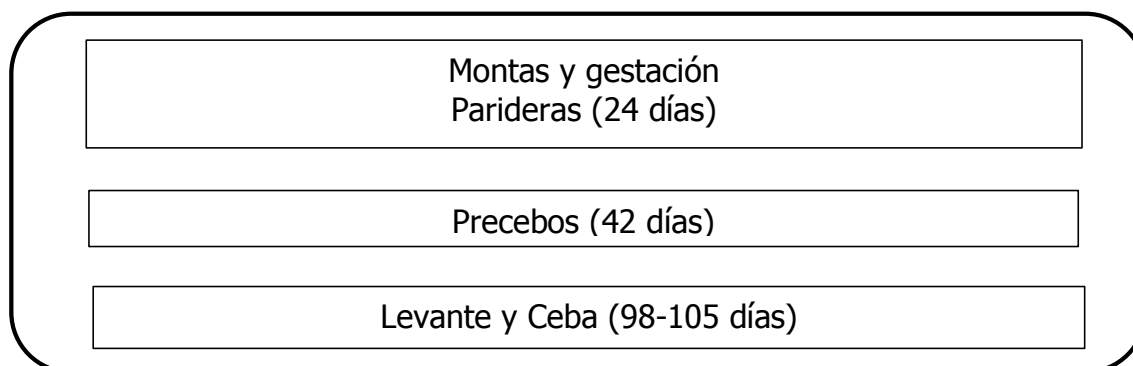 Montas y gestación
Parideras (24 días)
Precebos (42 días)
Levante y Ceba (98-105 días)